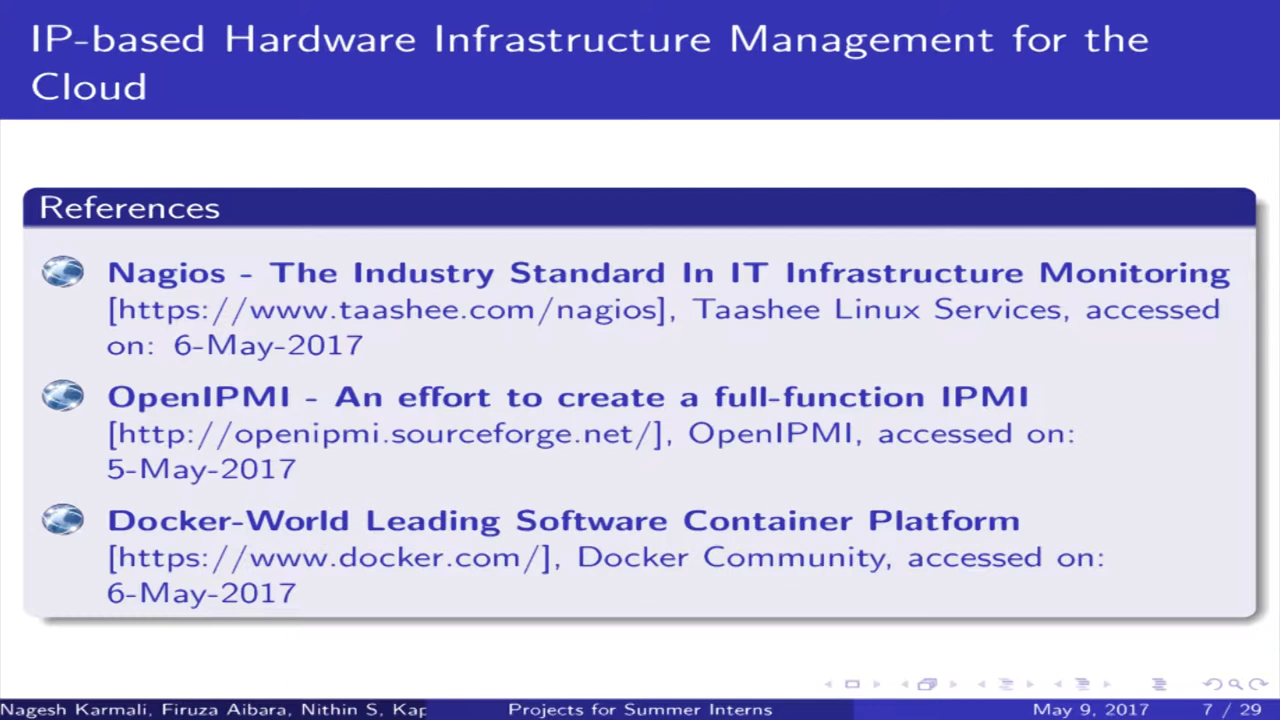 IP-based Hardware Infrastructure Management for the
Cloud
References
Nagios - The Industry Standard In IT Infrastructure Monitoring
[https://www.taashee.com/nagios], Taashee Linux Services, accessed
on: 6-May-2017
OpenIPMI - An effort to create a full-function IPMI
[http://openipmi.sourceforge.net/], OpenIPMI, accessed on:
5-May-2017
Docker-World Leading Software Container Platform
[https://www.docker.com/], Docker Community, accessed on:
6-May-2017
Nagesh Karmali, Firuza Aibara, Nithin S, Kap Projects for Summer Interns May 9, 2017 7 / 29